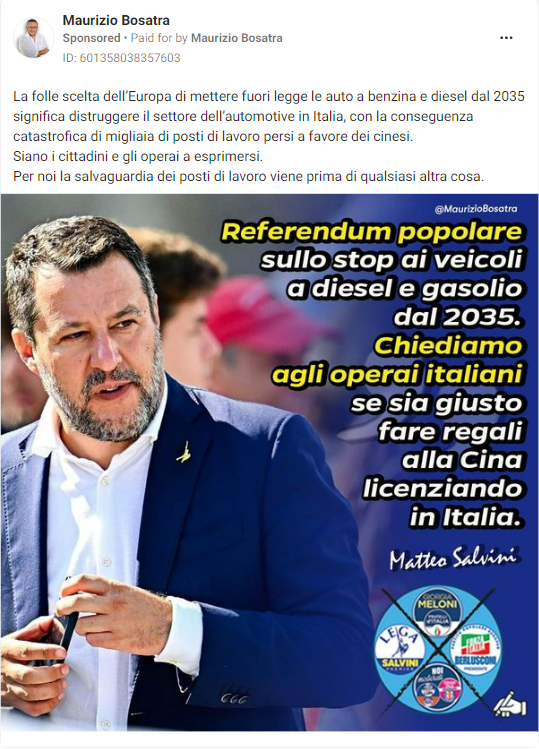 Maurizio Bosatra
Sponsored • Paid for by Maurizio Bosatra
ID: 601358038357603
La folle scelta dell'Europa di mettere fuori legge le auto a benzina e diesel dal 2035
significa distruggere il settore dell'automotive in Italia, con la conseguenza
catastrofica di migliaia di posti di lavoro persi a favore dei cinesi.
Siano i cittadini e gli operai a esprimersi.
Per noi la salvaguardia dei posti di lavoro viene prima di qualsiasi altra cosa.
@MaurizioBosatra
Referendum popolare
sullo stop ai veicoli
a diesel e gasolio
dal 2035.
Chiediamo
agli operai italiani
se sia giusto
fare regali
alla Cina
licenziando
in Italia.
Matteo Salvini
GIORGIA
MELONI
FRATELLI
d'ITALIA
LEGA
SALVINI
PREMIER
FORZA
ITALIA
BERLUSCONI
PRESIDENTE
NOI
moderati